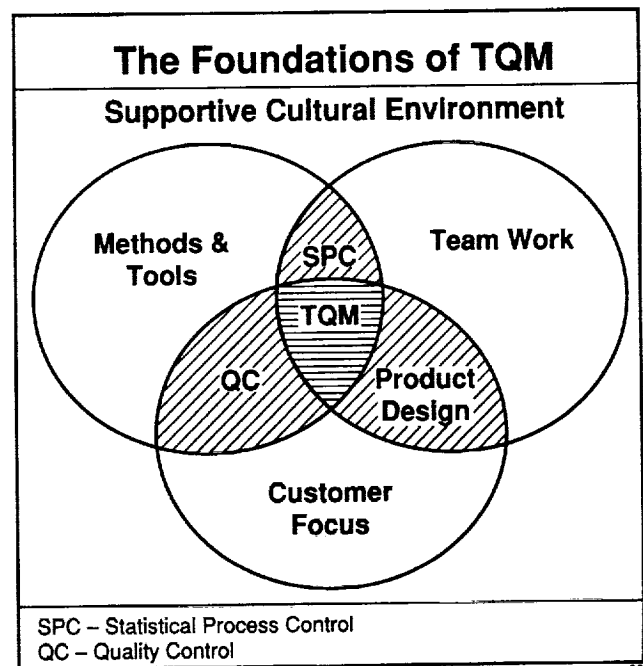 The Foundations of TQM
Supportive Cultural Environment
Methods &
Tools
SPC
Team Work
TQM
QC
Product
Design
Customer
Focus
SPC – Statistical Process Control
QC – Quality Control